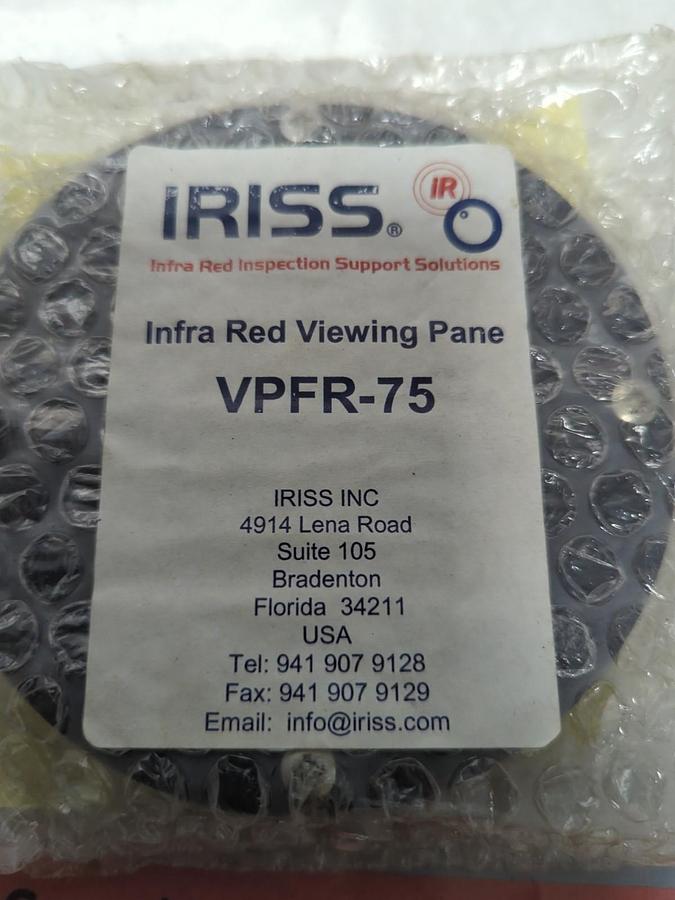 IRISS® IR
Infra Red Inspection Support Solutions
Infra Red Viewing Pane
VPFR-75
IRISS INC
4914 Lena Road
Suite 105
Bradenton
Florida 34211
USA
Tel: 941 907 9128
Fax: 941 907 9129
Email: info@iriss.com